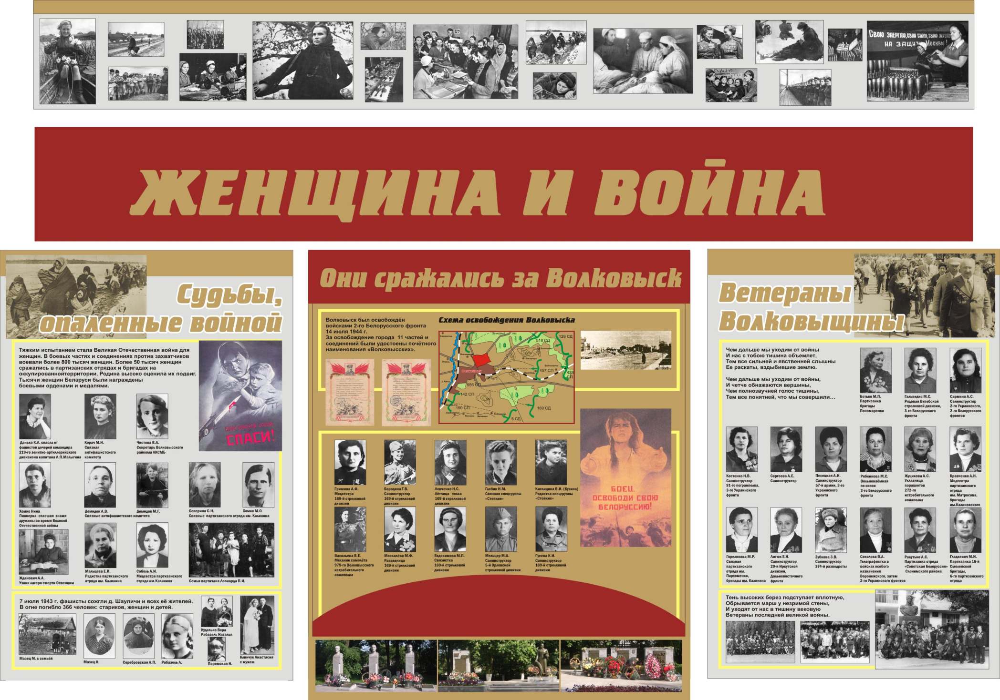 СВОЮ ЭНЕРГИЮ, СВОИ СИЛЫ, СВОЮ ЖИЗНЬ
НА ЗАЩИТУ МОСКВЫ!
ЖЕНЩИНА И ВОЙНА
Судьбы,
опаленные войной
Тяжким испытанием стала Великая Отечественная война для
женщин. В боевых частях и соединениях против захватчиков
воевали более 800 тысяч женщин. Более 50 тысяч женщин
сражались в партизанских отрядах и бригадах на
оккупированнойтерритории. Родина высоко оценила их подвиг.
Тысячи женщин Беларуси были награждены
боевыми орденами и медалями.
СПАСИ!
Данько К.Л. спасла от
фашистов дочерей командира
219-го зенитно-артиллерийского
дивизиона капитана Л.П.Малыгина
Корач М.Н.
Связная
антифашистского
комитета
Чистова В.А.
Секретарь Волковысского
райкома ЛКСМБ
Хомко Нина
Пионерка, спасшая знамя
дружины во время Великой
Отечественной войны
Демидок А.В.
Демидок М.Г.
Связные антифашистского комитета
Северина С.Н.
Хомко М.О.
Связные партизанского отряда им. Калинина
Жданович А.А.
Узник лагеря смерти Освенцим
Мальцева Е.И.
Радистка партизанского
отряда им. Калинина
Соболь А.И.
Медсестра партизанского
отряда им.Калинина
Семья партизана Леонарда П.И.
7 июля 1943 г. фашисты сожгли д. Шауличи и всех её жителей.
В огне погибло 366 человек: стариков, женщин и детей.
Мазец М. с семьёй
Мазец Н.
Серебровская А.П.
Рабазель А.
Куделько Вера
Рабазель Наталья
Паремская Н.
Клинчук Анастасия
с мужем
Они сражались за Волковыск
Волковыск был освобождён
войсками 2-го Белорусского фронта
14 июля 1944 г.
За освобождение города 11 частей и
соединений были удостоены почётного
наименования «Волковысских».
Схема освобождения Волковыска
Замковый лес
129 СД
518 СД
457 СП
438 СП
Волковыск
р.Россь
НП
556 СП
142 СП
190 СП
169 СД
5 СД
Гришина А.Ф.
Медсестра
169-й стрелковой
дивизии
Бородина Т.В.
Санинструктор
169-й стрелковой
дивизии
Левченко Н.С.
Лётчица полка
169-й стрелковой
дивизии
Глебик Н.М.
Связная спецгруппы
«Стойкие»
Кислицина В.И. (Кузина)
Радистка спецгруппы
«Стойкие»
БОЕЦ,
ОСВОБОДИ СВОЮ
БЕЛОРУССИЮ!
Васильева В.Е.
Механик самолёта
979-го Волковысского
истребительного
авиаполка
Москалёва М.Ф.
Разведчица
169-й стрелковой
дивизии
Евдокимова М.П.
Связистка
169-й стрелковой
дивизии
Мельцер М.А.
Санинструктор
5-й Орловской
стрелковой дивизии
Гусева К.И.
Санинструктор
169-й стрелковой
дивизии
Ветераны
Волковыщины
Чем дальше мы уходим от войны
И нас с тобою тишина объемлет,
Тем все сильней и явственней слышны
Ее раскаты, вздыбившие землю.
Чем дальше мы уходим от войны,
И четче обнажаются вершины,
Чем полнозвучней голос тишины,
Тем все понятней, что мы совершили...
Ботько М.П.
Партизанка
бригады
Пономаренко
Гальвидис М.С.
Рядовая Витебской
стрелковой дивизии,
3-го Белорусского
фронта
Сармина А.С.
Санинструктор
2-го Украинского,
2-го Белорусского
фронтов
Костенко Н.В.
Санинструктор
91-го погранполка,
3-го Украинского
фронта
Сергеева А.Е.
Санинструктор
Песецкая А.Н.
Санинструктор
57-й армии, 3-го
Украинского
фронта
Рябенкова М.С.
Вольнонаёмная
по связи
3-го Белорусского
фронта
Жуцикова А.С.
Укладчица
парашютов
272-го
истребительного
авиаполка
Кравченко А.Н.
Медсестра
партизанского
отряда
им. Матросова,
бригады
им.Калиновского
Гореликова М.Р.
Связная
партизанского
отряда им.
Пархоменко,
бригады им. Калинина
Литюк Е.Н.
Санинструктор
29-й Иркутской
дивизии,
Дальневосточного
фронта
Зубкова З.В.
Санинструктор
374-й разведроты
Соколова В.А.
Телеграфистка в
войсках особого
назначения
Воронежского, затем
2-го Украинского фронтов
Ракутько А.С.
Партизанка отряда
«Советская Белоруссия»
Слонимского района
Гладкевич М.И.
Партизанка 16-й
Смоленской
бригады,
6-го партизанского
отряда
Тень высоких берез подступает вплотную,
Обрывается марш у незримой стены,
И уходят от нас в тишину вековую
Ветераны последней великой войны.